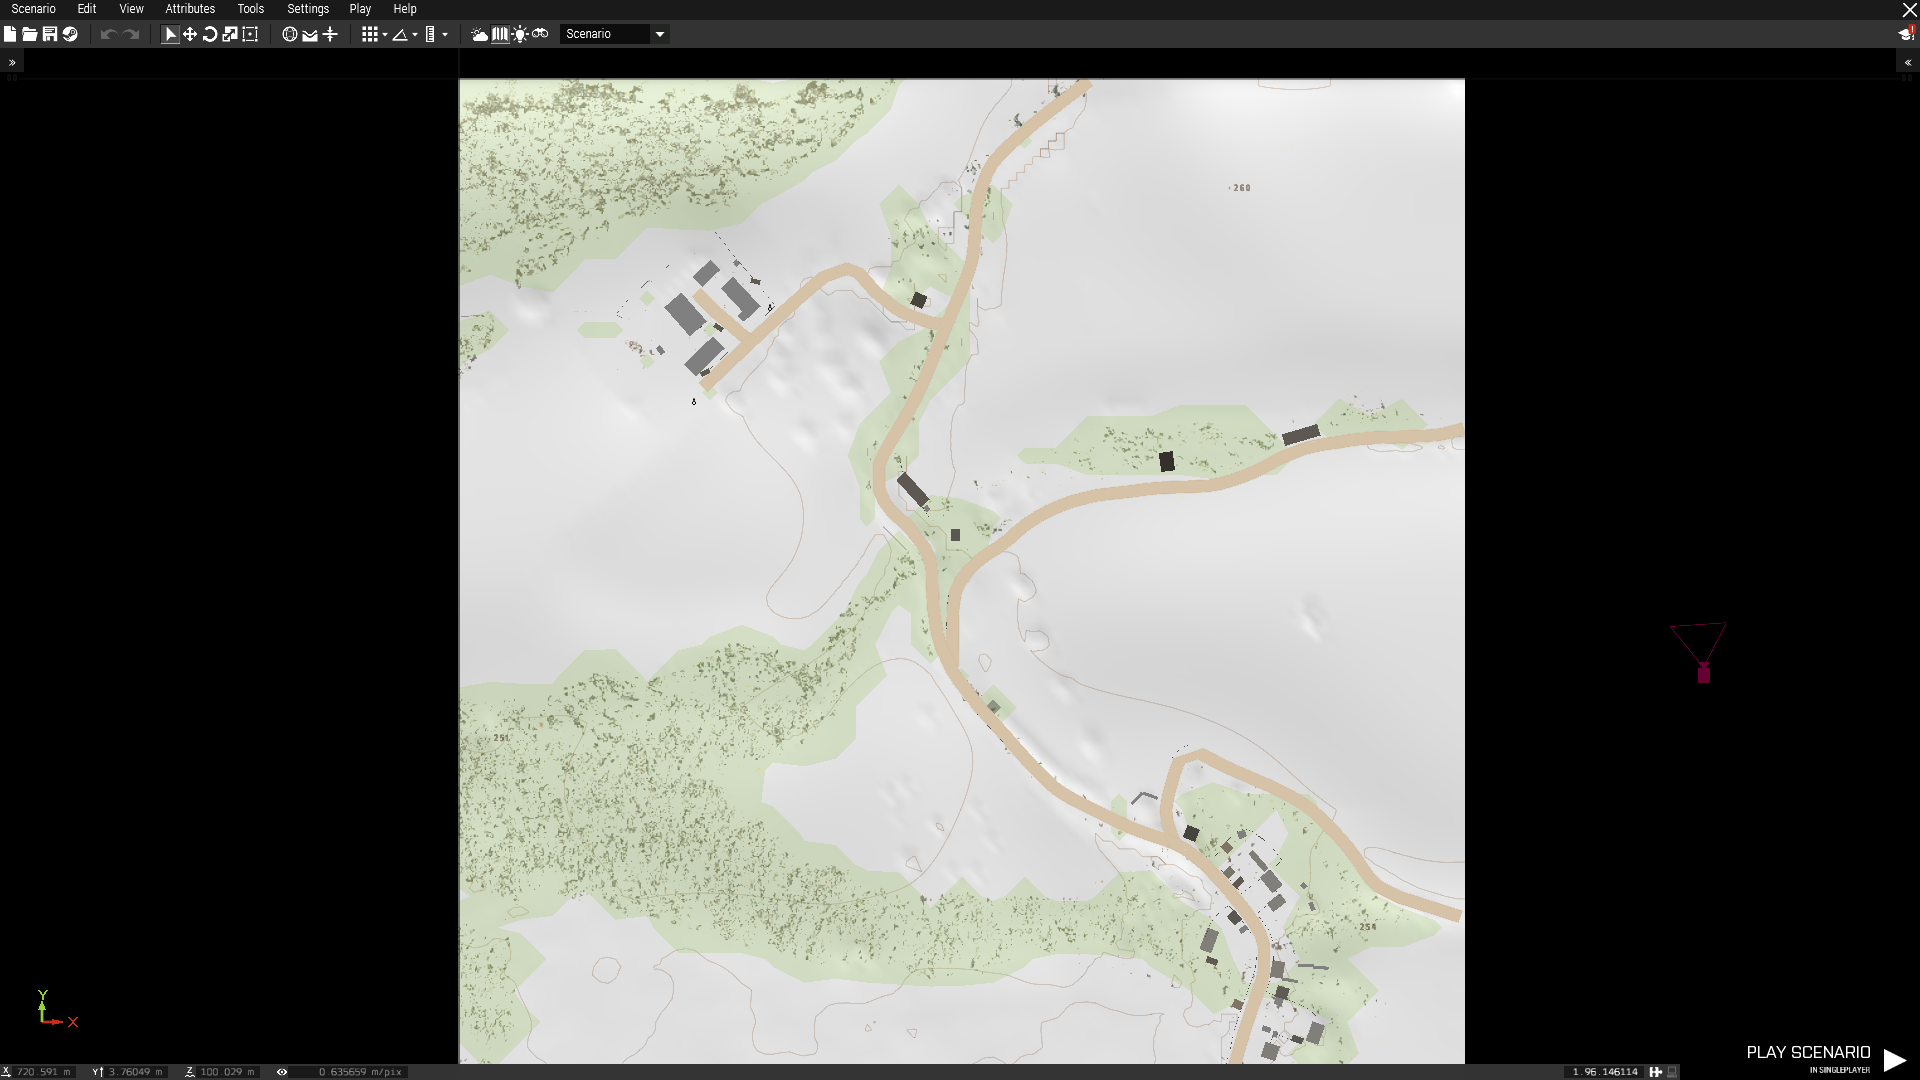 Scenario Edit View Attributes Tools Settings Play Help
Scenario
260
251
254
Y
X
PLAY SCENARIO
IN SINGLEPLAYER
X 720.591 m Y 3.76049 m Z 100.029 m 0.635659 m/pix 1.96.146114